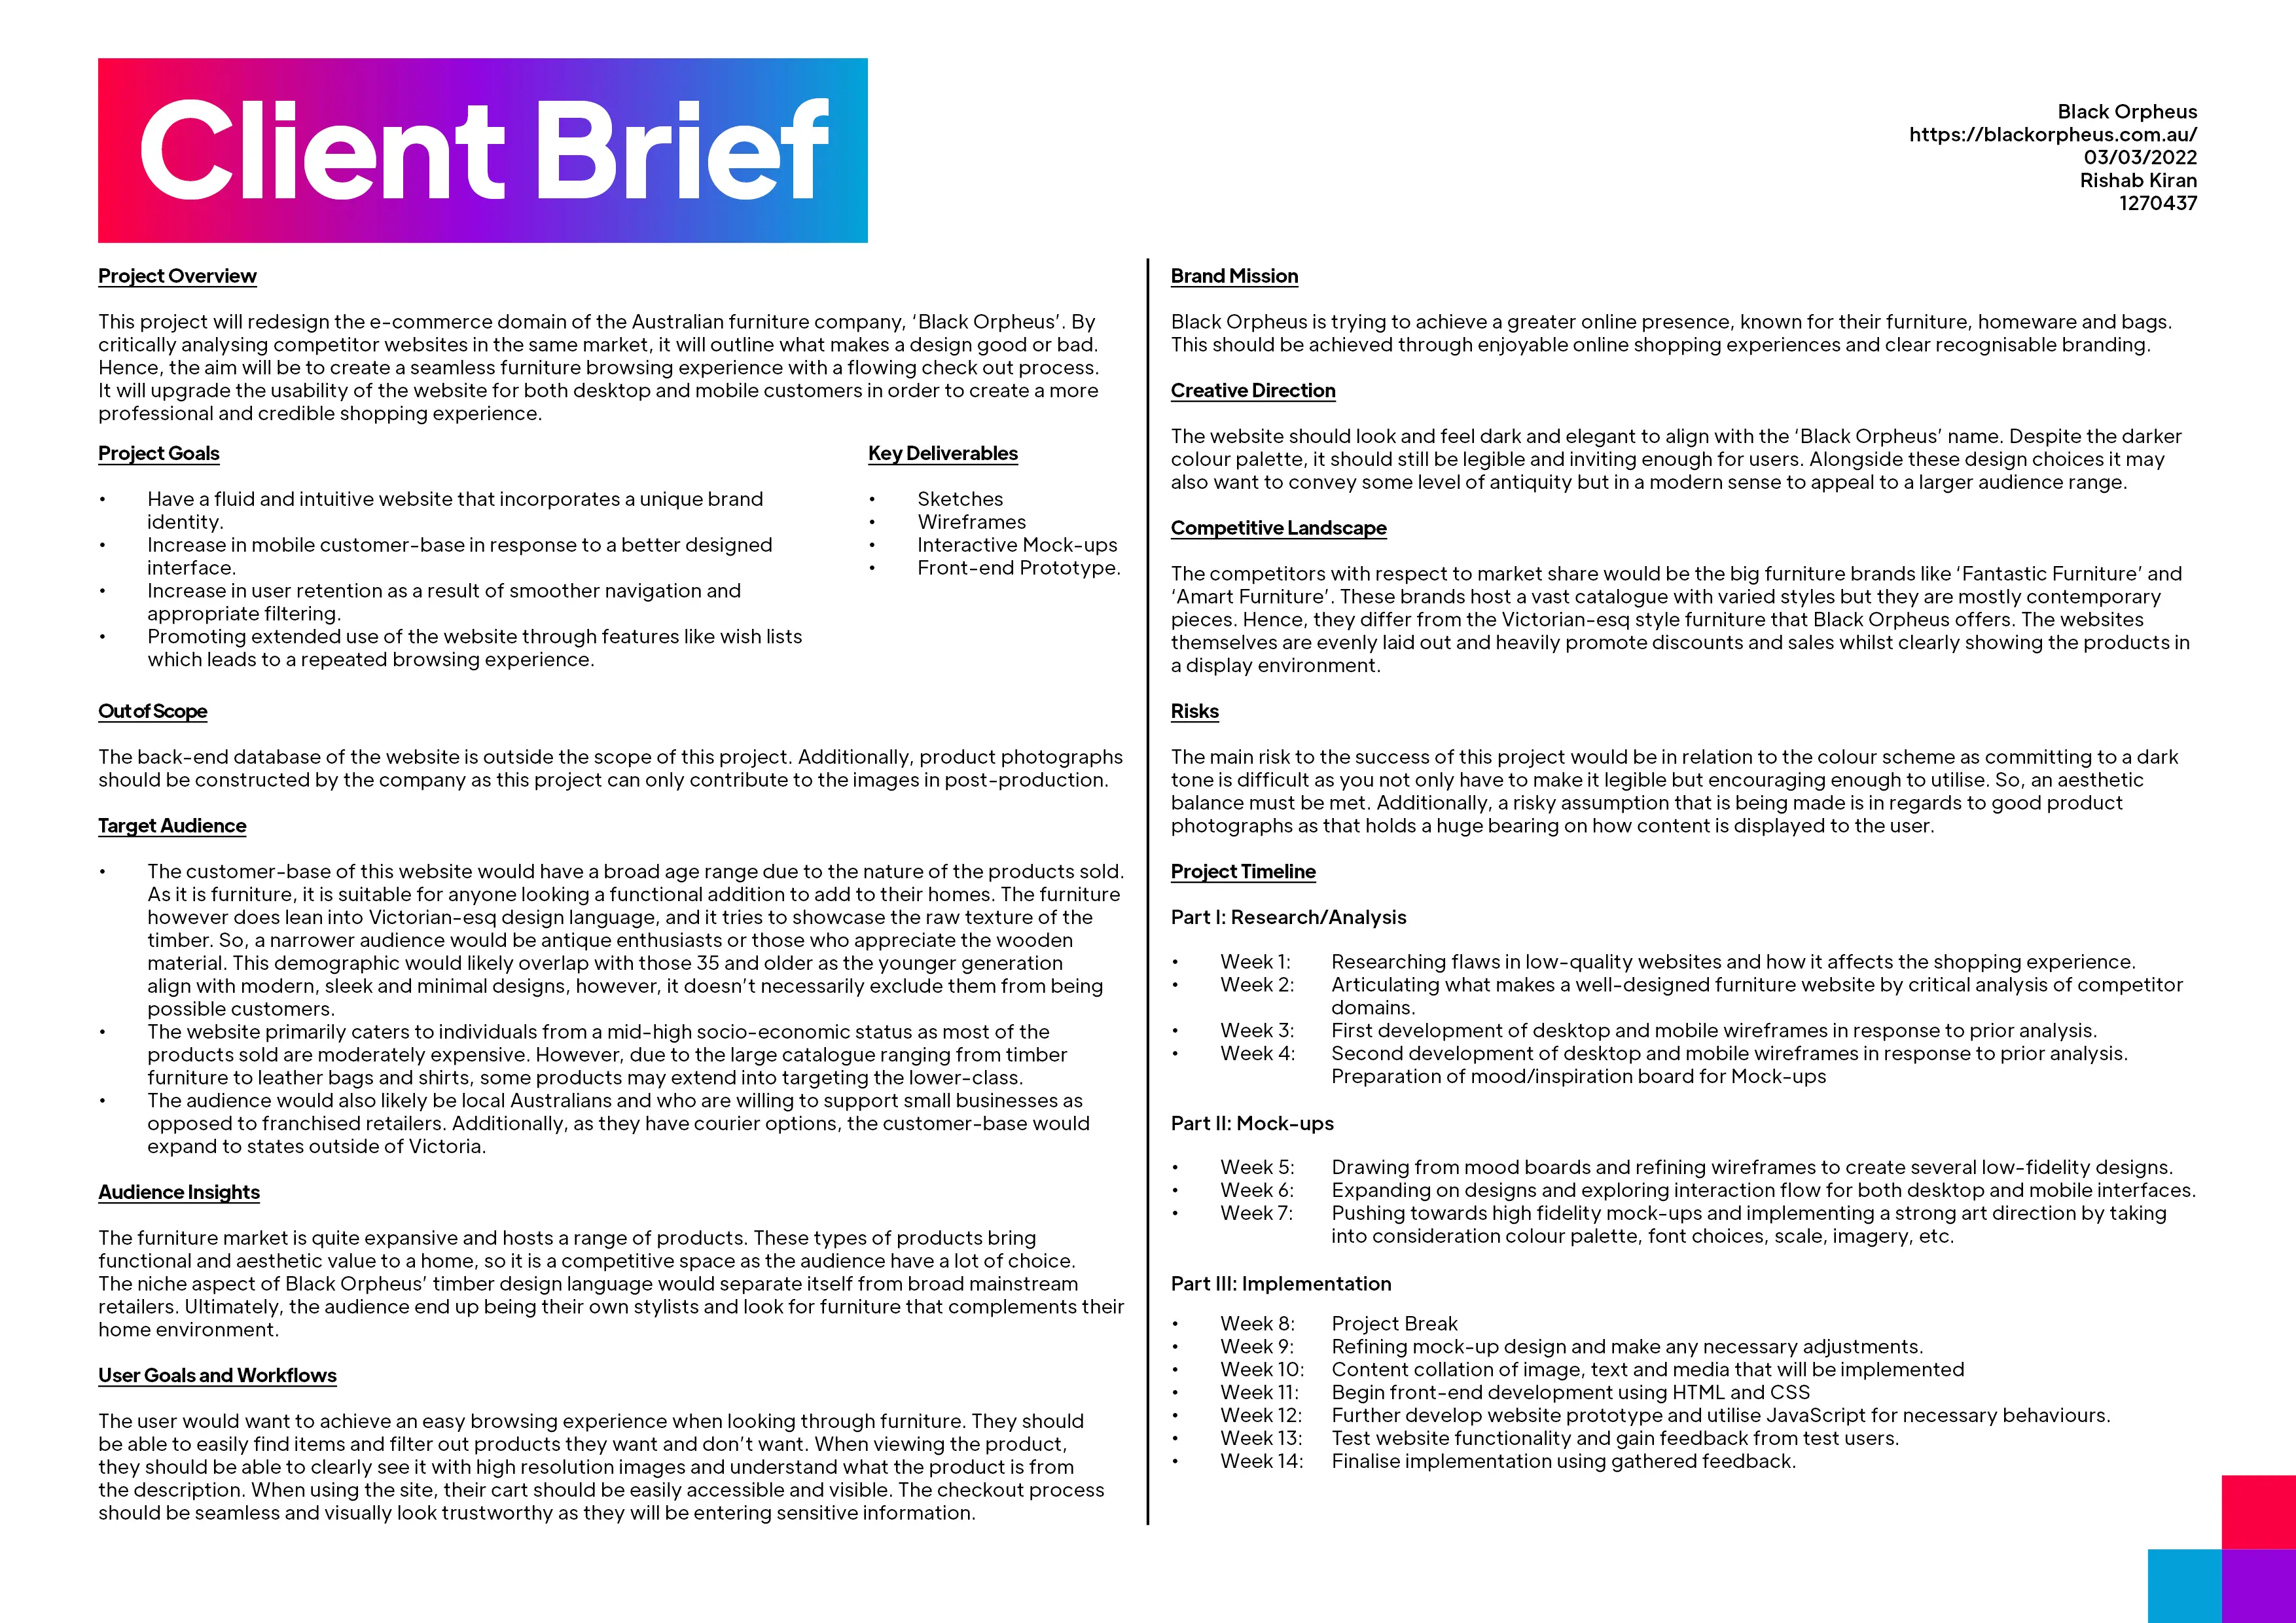 Client Brief
Black Orpheus
https://blackorpheus.com.au/
03/03/2022
Rishab Kiran
1270437
Project Overview
This project will redesign the e-commerce domain of the Australian furniture company, ‘Black Orpheus’. By
critically analysing competitor websites in the same market, it will outline what makes a design good or bad.
Hence, the aim will be to create a seamless furniture browsing experience with a flowing check out process.
It will upgrade the usability of the website for both desktop and mobile customers in order to create a more
professional and credible shopping experience.
Project Goals
• Have a fluid and intuitive website that incorporates a unique brand
identity.
• Increase in mobile customer-base in response to a better designed
interface.
• Increase in user retention as a result of smoother navigation and
appropriate filtering.
• Promoting extended use of the website through features like wish lists
which leads to a repeated browsing experience.
Key Deliverables
• Sketches
• Wireframes
• Interactive Mock-ups
• Front-end Prototype.
Out of Scope
The back-end database of the website is outside the scope of this project. Additionally, product photographs
should be constructed by the company as this project can only contribute to the images in post-production.
Target Audience
• The customer-base of this website would have a broad age range due to the nature of the products sold.
As it is furniture, it is suitable for anyone looking a functional addition to add to their homes. The furniture
however does lean into Victorian-esq design language, and it tries to showcase the raw texture of the
timber. So, a narrower audience would be antique enthusiasts or those who appreciate the wooden
material. This demographic would likely overlap with those 35 and older as the younger generation
align with modern, sleek and minimal designs, however, it doesn’t necessarily exclude them from being
possible customers.
• The website primarily caters to individuals from a mid-high socio-economic status as most of the
products sold are moderately expensive. However, due to the large catalogue ranging from timber
furniture to leather bags and shirts, some products may extend into targeting the lower-class.
• The audience would also likely be local Australians and who are willing to support small businesses as
opposed to franchised retailers. Additionally, as they have courier options, the customer-base would
expand to states outside of Victoria.
Audience Insights
The furniture market is quite expansive and hosts a range of products. These types of products bring
functional and aesthetic value to a home, so it is a competitive space as the audience have a lot of choice.
The niche aspect of Black Orpheus’ timber design language would separate itself from broad mainstream
retailers. Ultimately, the audience end up being their own stylists and look for furniture that complements their
home environment.
User Goals and Workflows
The user would want to achieve an easy browsing experience when looking through furniture. They should
be able to easily find items and filter out products they want and don’t want. When viewing the product,
they should be able to clearly see it with high resolution images and understand what the product is from
the description. When using the site, their cart should be easily accessible and visible. The checkout process
should be seamless and visually look trustworthy as they will be entering sensitive information.
Brand Mission
Black Orpheus is trying to achieve a greater online presence, known for their furniture, homeware and bags.
This should be achieved through enjoyable online shopping experiences and clear recognisable branding.
Creative Direction
The website should look and feel dark and elegant to align with the ‘Black Orpheus’ name. Despite the darker
colour palette, it should still be legible and inviting enough for users. Alongside these design choices it may
also want to convey some level of antiquity but in a modern sense to appeal to a larger audience range.
Competitive Landscape
The competitors with respect to market share would be the big furniture brands like ‘Fantastic Furniture’ and
‘Amart Furniture’. These brands host a vast catalogue with varied styles but they are mostly contemporary
pieces. Hence, they differ from the Victorian-esq style furniture that Black Orpheus offers. The websites
themselves are evenly laid out and heavily promote discounts and sales whilst clearly showing the products in
a display environment.
Risks
The main risk to the success of this project would be in relation to the colour scheme as committing to a dark
tone is difficult as you not only have to make it legible but encouraging enough to utilise. So, an aesthetic
balance must be met. Additionally, a risky assumption that is being made is in regards to good product
photographs as that holds a huge bearing on how content is displayed to the user.
Project Timeline
Part I: Research/Analysis
• Week 1: Researching flaws in low-quality websites and how it affects the shopping experience.
• Week 2: Articulating what makes a well-designed furniture website by critical analysis of competitor
domains.
• Week 3: First development of desktop and mobile wireframes in response to prior analysis.
• Week 4: Second development of desktop and mobile wireframes in response to prior analysis.
Preparation of mood/inspiration board for Mock-ups
Part II: Mock-ups
• Week 5: Drawing from mood boards and refining wireframes to create several low-fidelity designs.
• Week 6: Expanding on designs and exploring interaction flow for both desktop and mobile interfaces.
• Week 7: Pushing towards high fidelity mock-ups and implementing a strong art direction by taking
into consideration colour palette, font choices, scale, imagery, etc.
Part III: Implementation
• Week 8: Project Break
• Week 9: Refining mock-up design and make any necessary adjustments.
• Week 10: Content collation of image, text and media that will be implemented
• Week 11: Begin front-end development using HTML and CSS
• Week 12: Further develop website prototype and utilise JavaScript for necessary behaviours.
• Week 13: Test website functionality and gain feedback from test users.
• Week 14: Finalise implementation using gathered feedback.